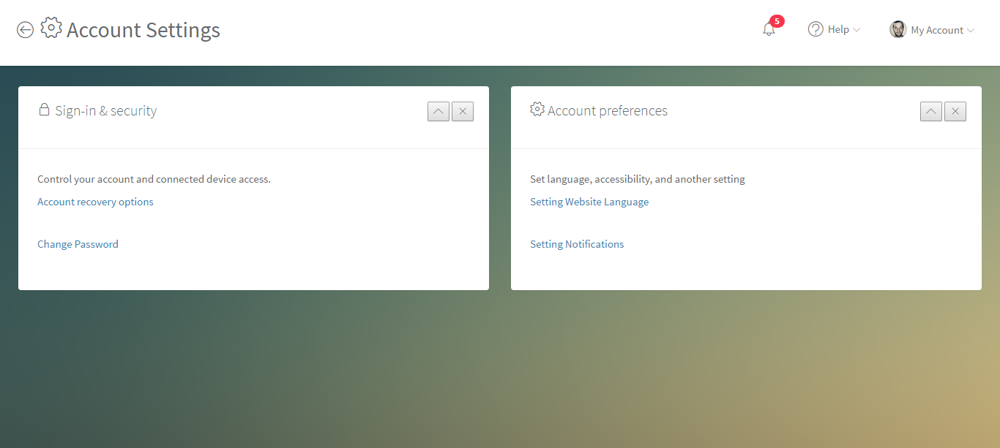 Account Settings
5
Help
My Account
Sign-in & security
Control your account and connected device access.
Account recovery options
Change Password
Account preferences
Set language, accessibility, and another setting
Setting Website Language
Setting Notifications